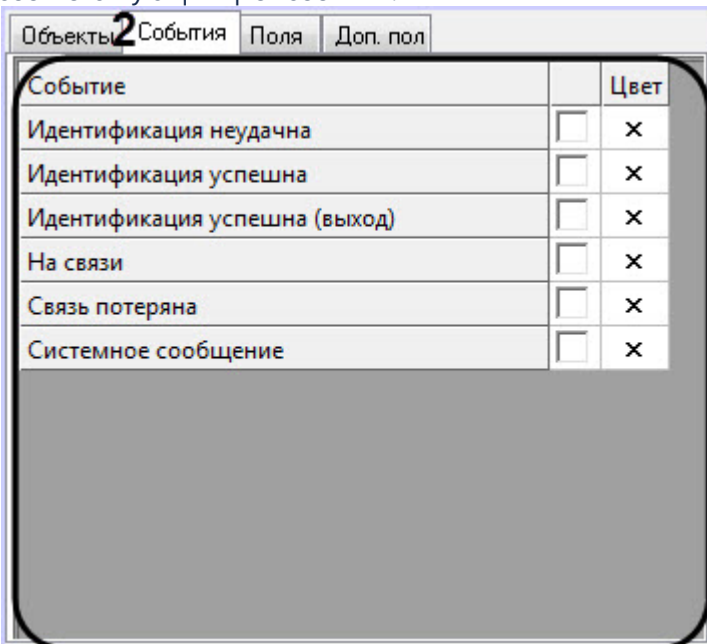 Объекты 2 События Поля Доп. пол
Событие Цвет
Идентификация неудачна ×
Идентификация успешна ×
Идентификация успешна (выход) ×
На связи ×
Связь потеряна ×
Системное сообщение ×